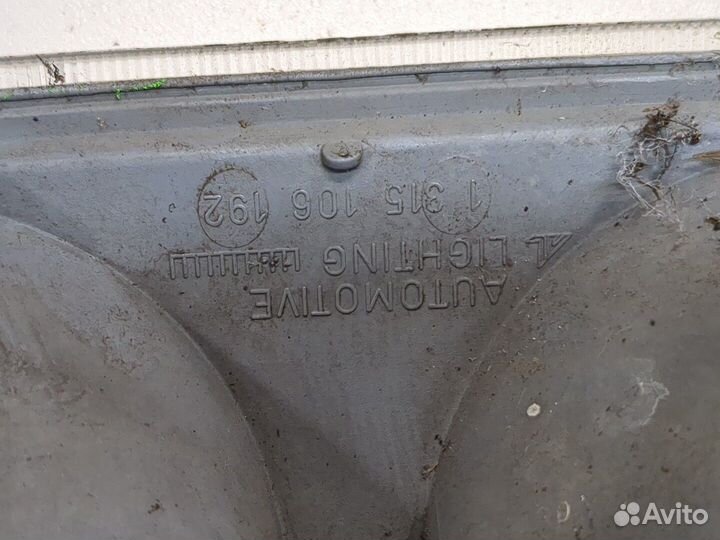 AUTOMOTIVE
AL LIGHTING
1 315 106 192
Avito